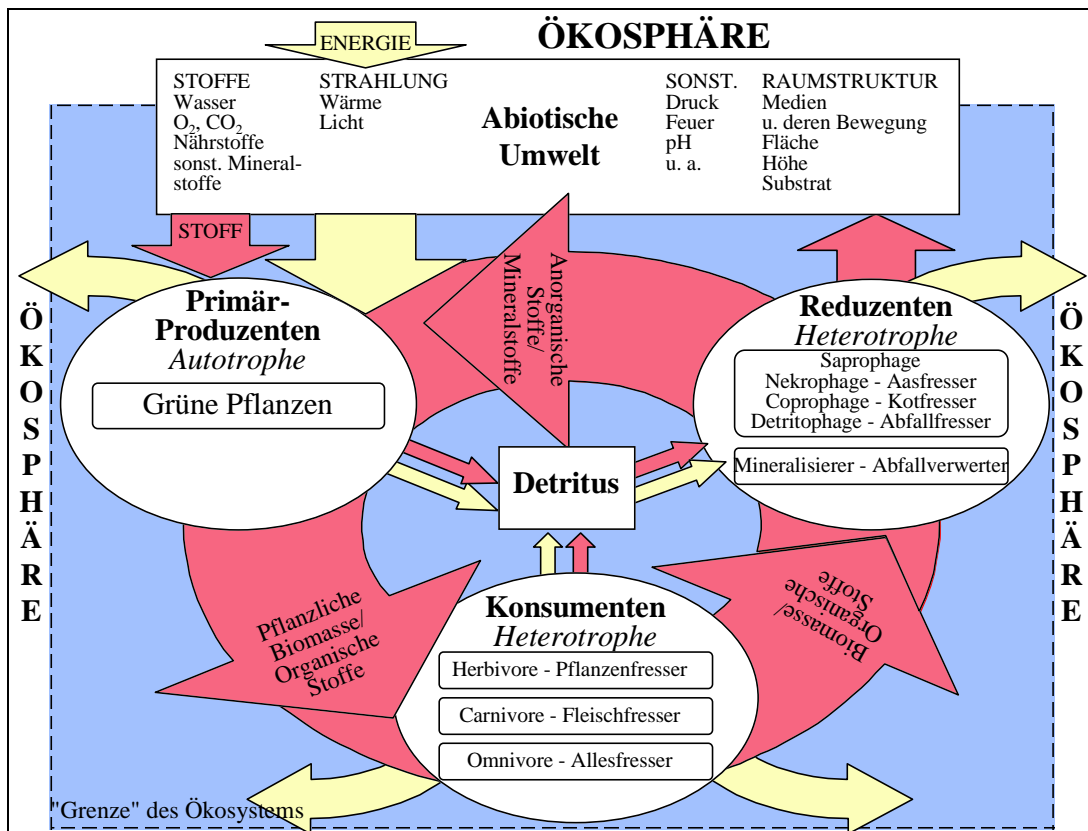 ÖKOSPHÄRE
ENERGIE
STOFFE
Wasser
O₂, CO₂
Nährstoffe
sonst. Mineral-
stoffe
STRAHLUNG
Wärme
Licht
Abiotische
Umwelt
SONST.
Druck
Feuer
pH
u. a.
RAUMSTRUKTUR
Medien
u. deren Bewegung
Fläche
Höhe
Substrat
STOFF
ÖKOSPHÄRE
Primär-
Produzenten
Autotrophe
Grüne Pflanzen
Anorganische
Stoffe/
Mineralstoffe
Reduzenten
Heterotrophe
Saprophage
Nekrophage - Aasfresser
Coprophage - Kotfresser
Detritophage - Abfallfresser
Mineralisierer - Abfallverwerter
ÖKOSPHÄRE
Detritus
Pflanzliche
Biomasse/
Organische
Stoffe
Konsumenten
Heterotrophe
Herbivore - Pflanzenfresser
Carnivore - Fleischfresser
Omnivore - Allesfresser
Biomasse/
Organische
Stoffe
"Grenze" des Ökosystems